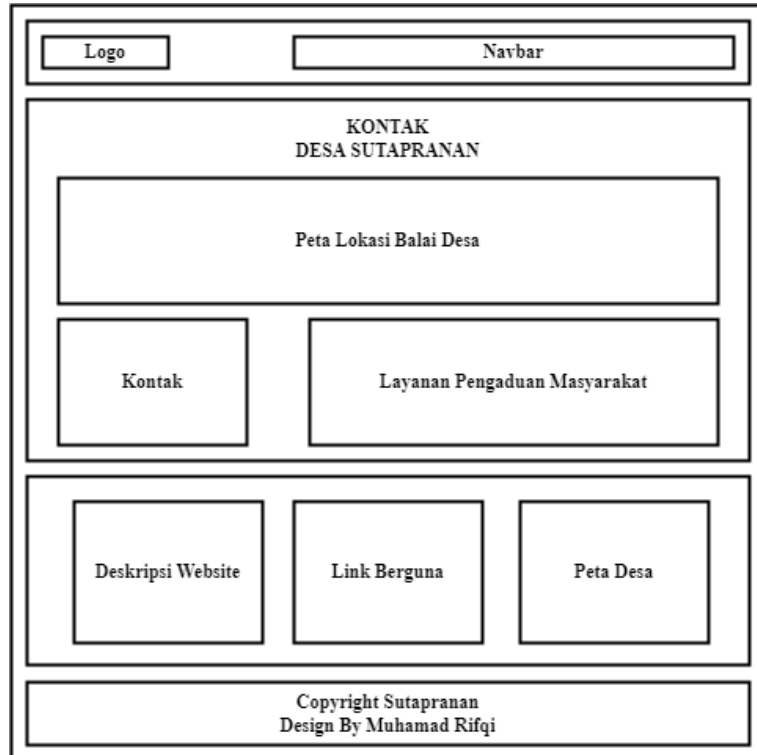 Logo
Navbar
KONTAK
DESA SUTAPRANAN
Peta Lokasi Balai Desa
Kontak
Layanan Pengaduan Masyarakat
Deskripsi Website
Link Berguna
Peta Desa
Copyright Sutapranan
Design By Muhamad Rifqi